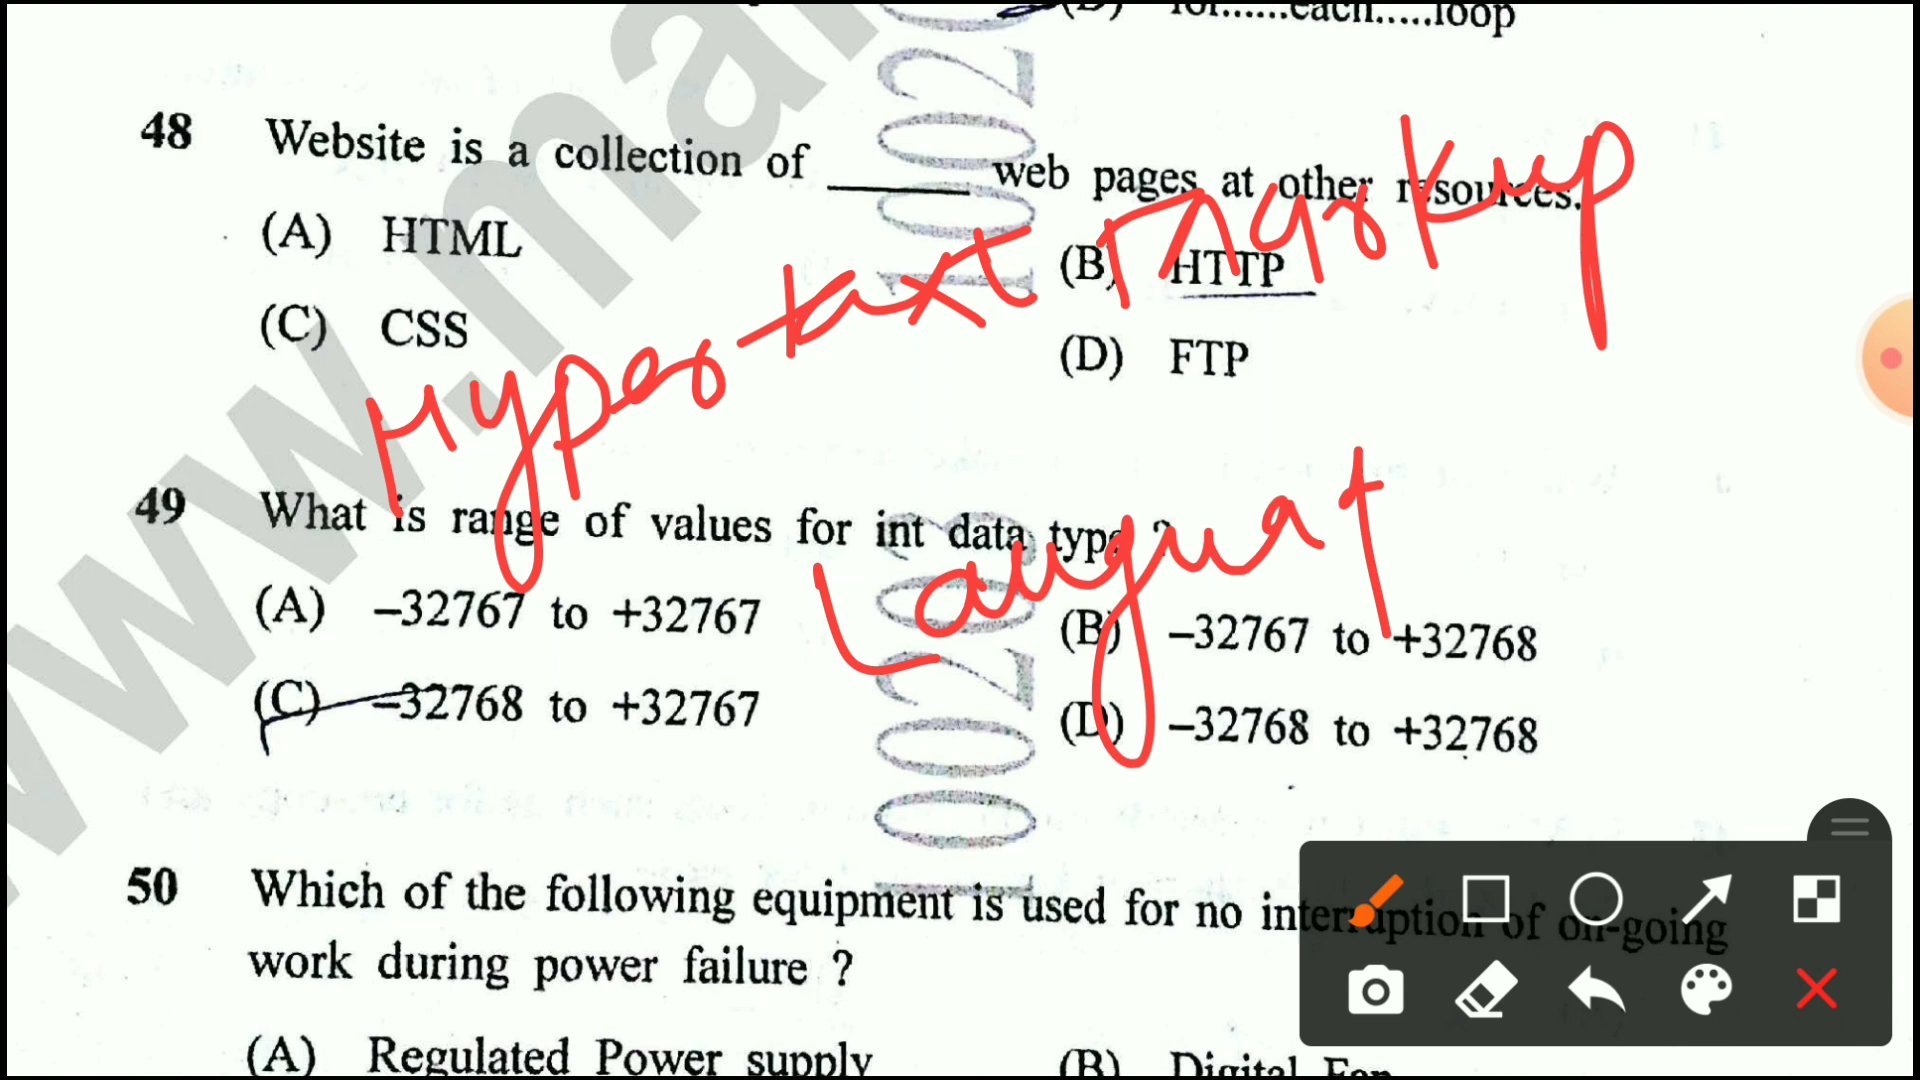 (D) for......each.....loop
48 Website is a collection of ________ web pages at other resources.
(A) HTML
(B) HTTP
(C) CSS
(D) FTP
Hypertext Markup
49 What is range of values for int data type ?
(A) –32767 to +32767
(B) –32767 to +32768
(C) –32768 to +32767
(D) –32768 to +32768
50 Which of the following equipment is used for no interruption of on-going
work during power failure ?
(A) Regulated Power supply
(B) Digital Fan
www.ma